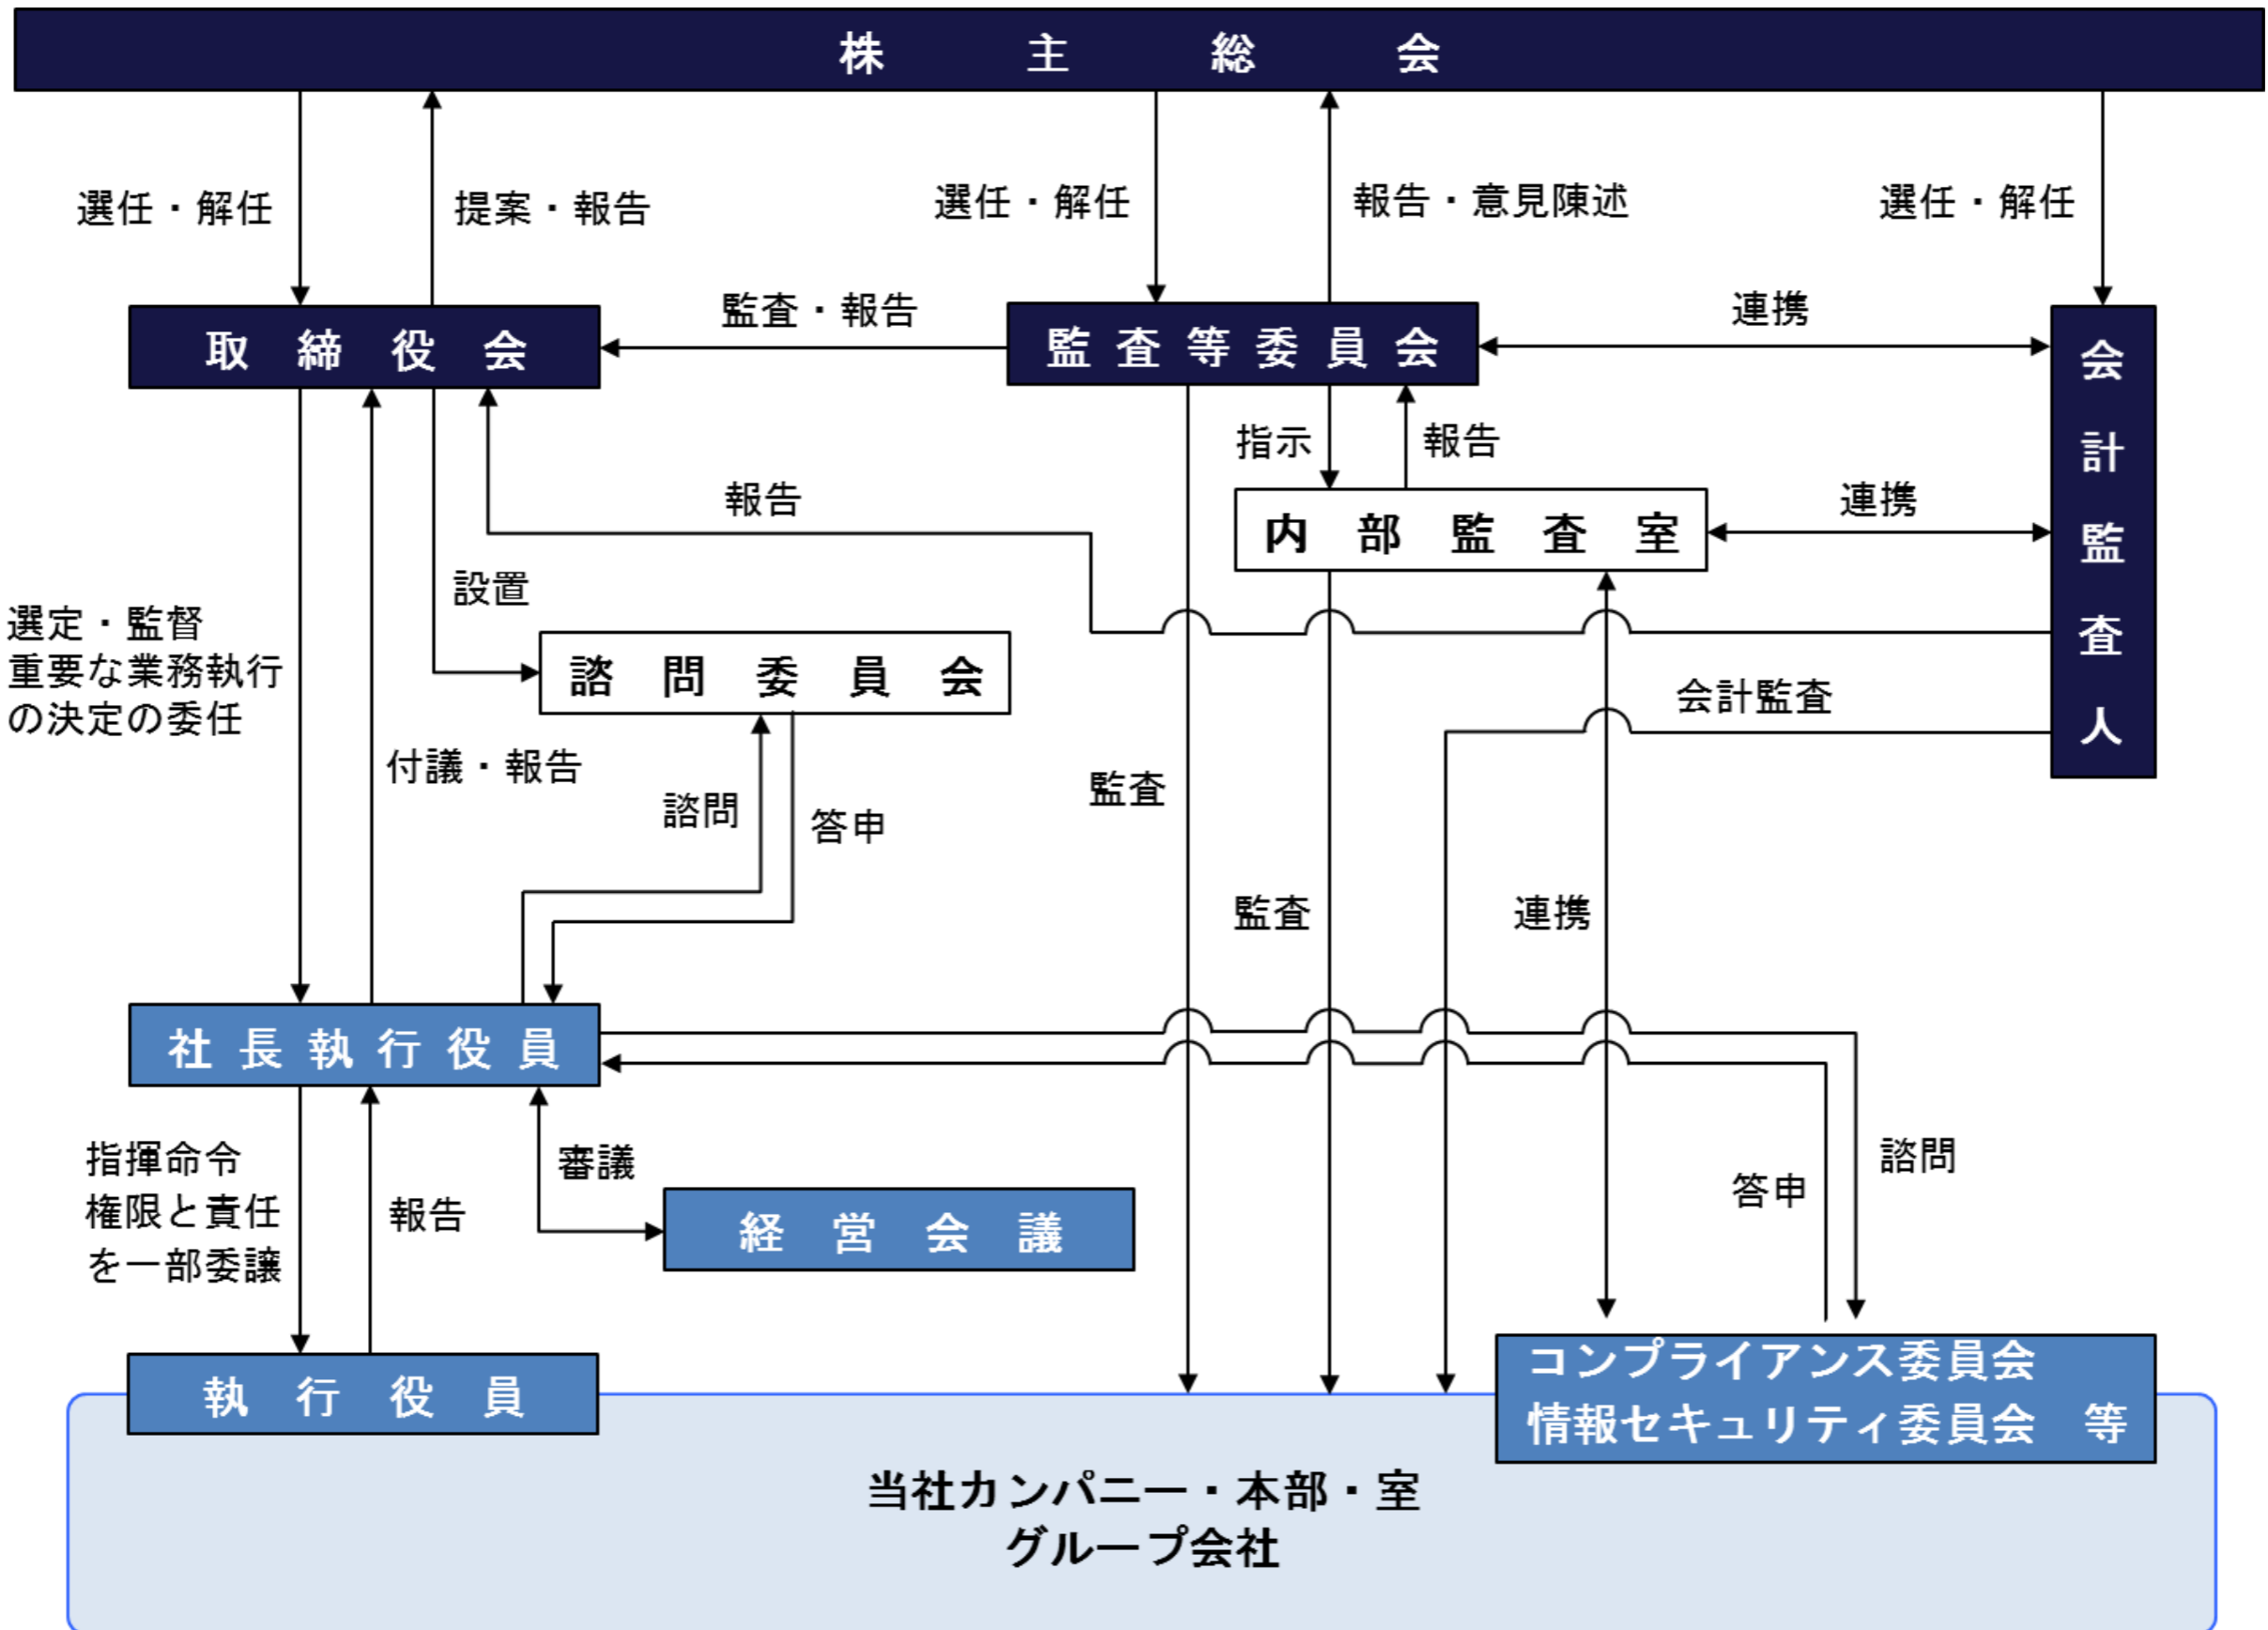 株主総会
選任・解任
提案・報告
選任・解任
報告・意見陳述
選任・解任
取締役会
監査・報告
監査等委員会
連携
会計監査人
指示
報告
報告
内部監査室
連携
設置
選定・監督
重要な業務執行
の決定の委任
諮問委員会
会計監査
付議・報告
諮問
答申
監査
監査
連携
社長執行役員
指揮命令
権限と責任
を一部委譲
報告
審議
経営会議
答申
諮問
執行役員
コンプライアンス委員会
情報セキュリティ委員会　等
当社カンパニー・本部・室
グループ会社